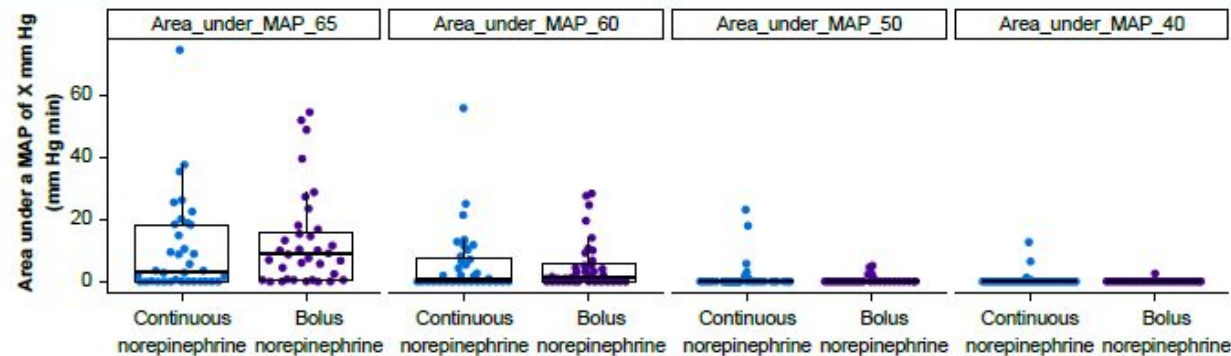 Area_under_MAP_65 Area_under_MAP_60 Area_under_MAP_50 Area_under_MAP_40
Area under a MAP of X mm Hg
(mm Hg min)
60
40
20
0
Continuous Bolus Continuous Bolus Continuous Bolus Continuous Bolus
norepinephrine norepinephrine norepinephrine norepinephrine norepinephrine norepinephrine norepinephrine norepinephrine